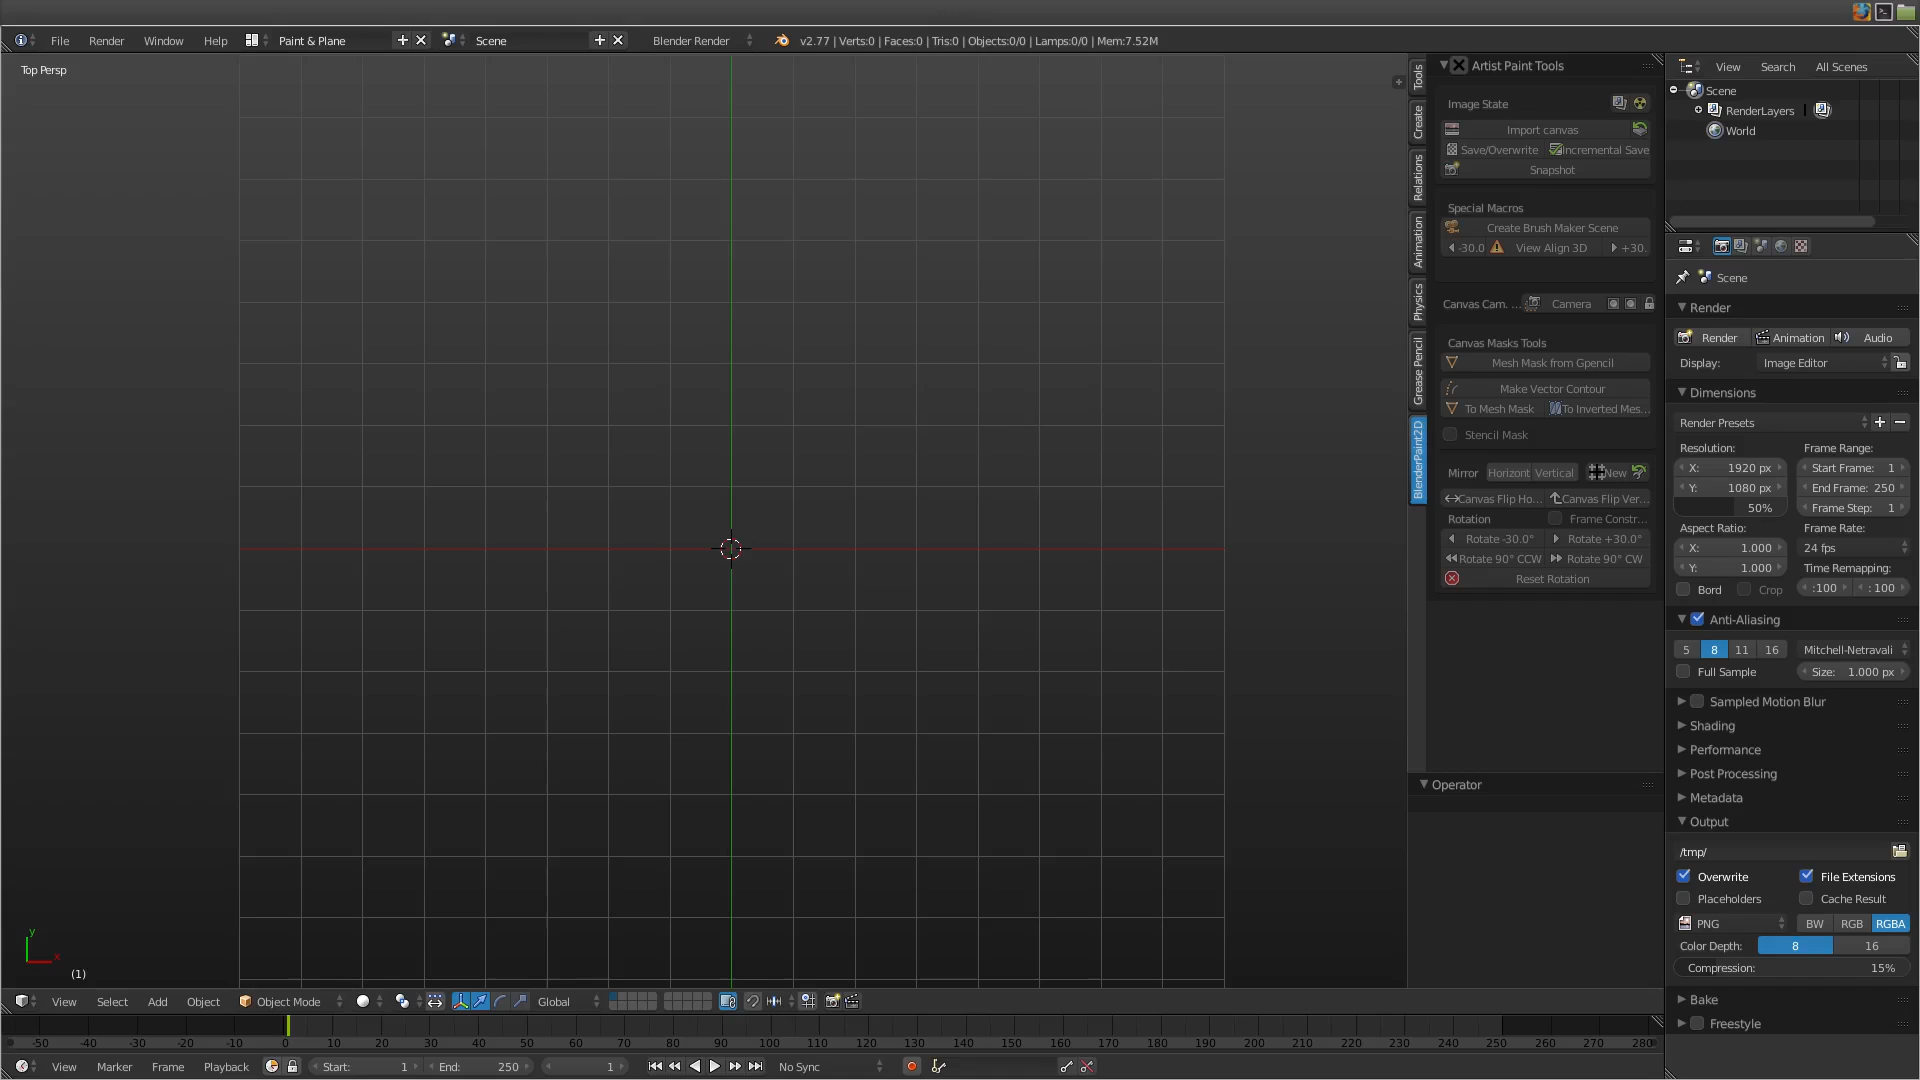 File Render Window Help Paint & Plane Scene Blender Render v2.77 | Verts:0 | Faces:0 | Tris:0 | Objects:0/0 | Lamps:0/0 | Mem:7.52M
Top Persp
(1)
Tools
Create
Relations
Animation
Physics
Grease Pencil
BlenderPaint2D
Artist Paint Tools
Image State
Import canvas
Save/Overwrite Incremental Save
Snapshot
Special Macros
Create Brush Maker Scene
-30.0 View Align 3D +30.
Canvas Cam. ... Camera
Canvas Masks Tools
Mesh Mask from Gpencil
Make Vector Contour
To Mesh Mask To Inverted Mes...
Stencil Mask
Mirror Horizont Vertical New
Canvas Flip Ho... Canvas Flip Ver...
Rotation Frame Constr...
Rotate -30.0° Rotate +30.0°
Rotate 90° CCW Rotate 90° CW
Reset Rotation
Operator
View Search All Scenes
Scene
RenderLayers
World
Scene
Render
Render Animation Audio
Display: Image Editor
Dimensions
Render Presets
Resolution: Frame Range:
X: 1920 px Start Frame: 1
Y: 1080 px End Frame: 250
50% Frame Step: 1
Aspect Ratio: Frame Rate:
X: 1.000 24 fps
Y: 1.000 Time Remapping:
Bord Crop :100 : 100
Anti-Aliasing
5 8 11 16 Mitchell-Netravali
Full Sample Size: 1.000 px
Sampled Motion Blur
Shading
Performance
Post Processing
Metadata
Output
/tmp/
Overwrite File Extensions
Placeholders Cache Result
PNG BW RGB RGBA
Color Depth: 8 16
Compression: 15%
Bake
Freestyle
y
x
View Select Add Object Object Mode Global
-50 -40 -30 -20 -10 0 10 20 30 40 50 60 70 80 90 100 110 120 130 140 150 160 170 180 190 200 210 220 230 240 250 260 270 280
View Marker Frame Playback Start: 1 End: 250 1 No Sync